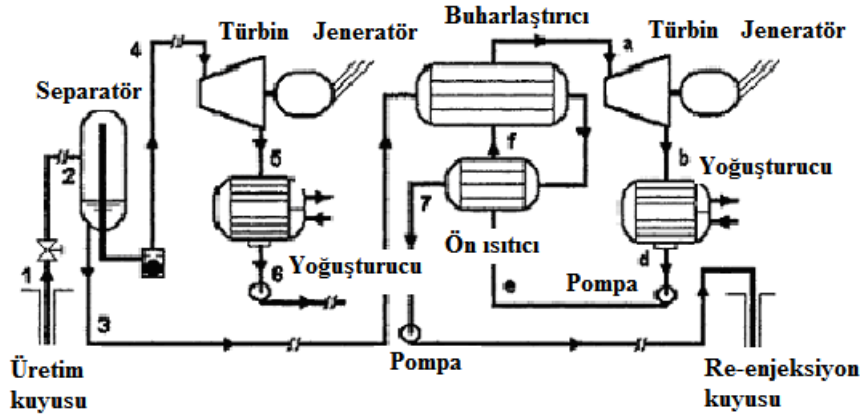 Buharlaştırıcı
4
Türbin Jeneratör
a
Türbin Jeneratör
Separatör
2
5
f
b
Yoğuşturucu
7
1
6
Yoğuşturucu
Ön ısıtıcı
d
3
e
Pompa
Üretim
kuyusu
Pompa
Re-enjeksiyon
kuyusu